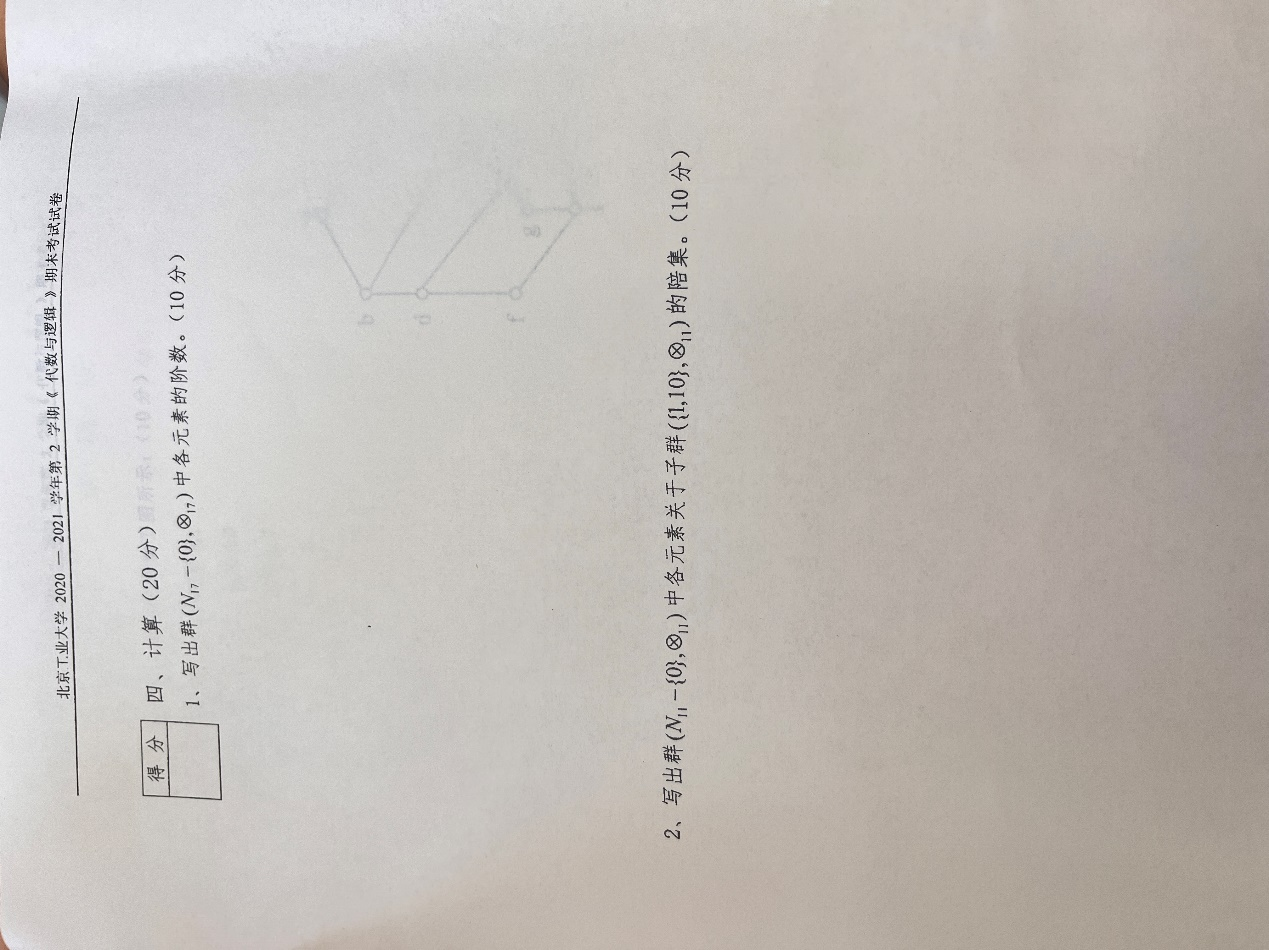 北京工业大学 2020 — 2021 学年第 2 学期《 代数与逻辑 》期末考试试卷
得 分
四、计算（20 分）
1、写出群(N₁₇−{0},⊗₁₇)中各元素的阶数。（10 分）
b
d
f
g
2、写出群(N₁₁−{0},⊗₁₁)中各元素关于子群({1,10},⊗₁₁)的陪集。（10 分）